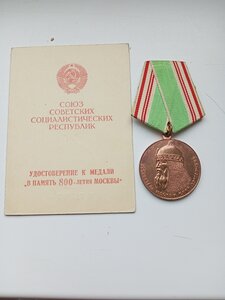 СОЮЗ
СОВЕТСКИХ
СОЦИАЛИСТИЧЕСКИХ
РЕСПУБЛИК
УДОСТОВЕРЕНИЕ К МЕДАЛИ
„В ПАМЯТЬ 800-ЛЕТИЯ МОСКВЫ“